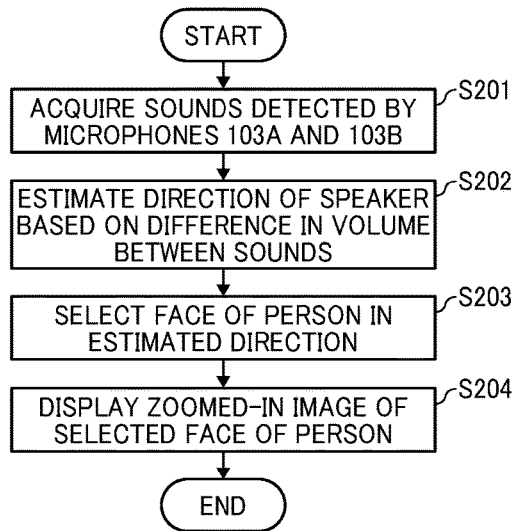 START
ACQUIRE SOUNDS DETECTED BY
MICROPHONES 103A AND 103B
S201
ESTIMATE DIRECTION OF SPEAKER
BASED ON DIFFERENCE IN VOLUME
BETWEEN SOUNDS
S202
SELECT FACE OF PERSON IN
ESTIMATED DIRECTION
S203
DISPLAY ZOOMED-IN IMAGE OF
SELECTED FACE OF PERSON
S204
END